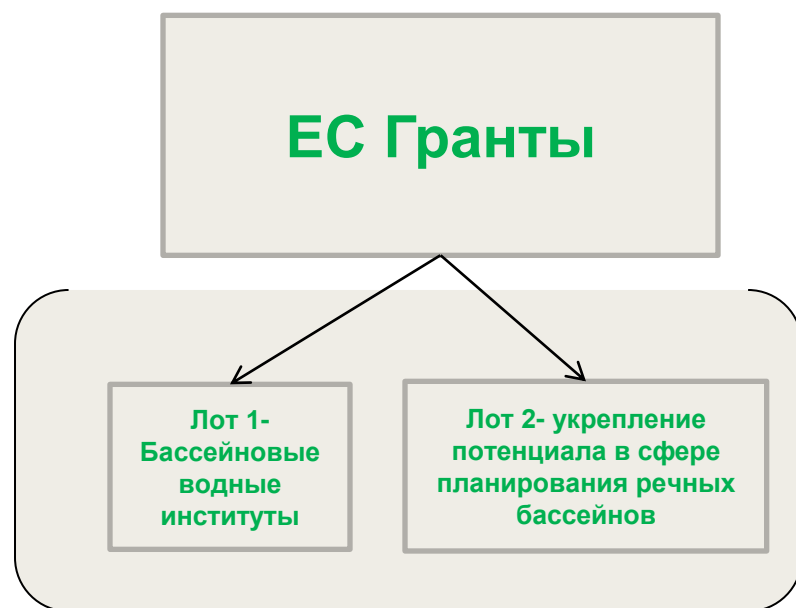 ЕС Гранты
Лот 1-
Бассейновые
водные
институты
Лот 2- укрепление
потенциала в сфере
планирования речных
бассейнов